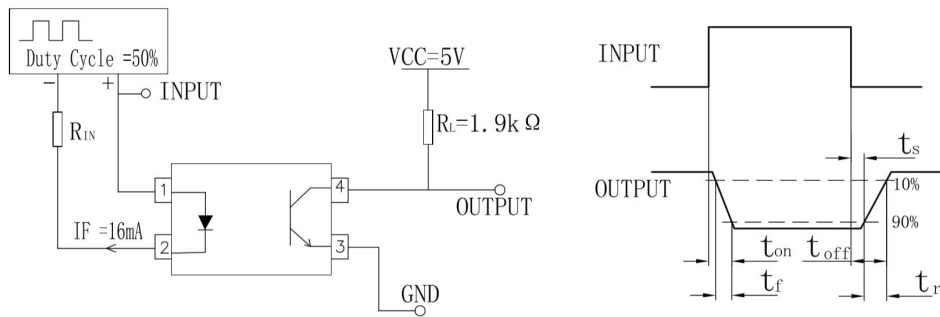 Duty Cycle =50%
− +
INPUT
RIN
1
2
IF =16mA
VCC=5V
RL=1.9k Ω
4
3
OUTPUT
GND
INPUT
OUTPUT
ts
10%
90%
ton
toff
tf
tr